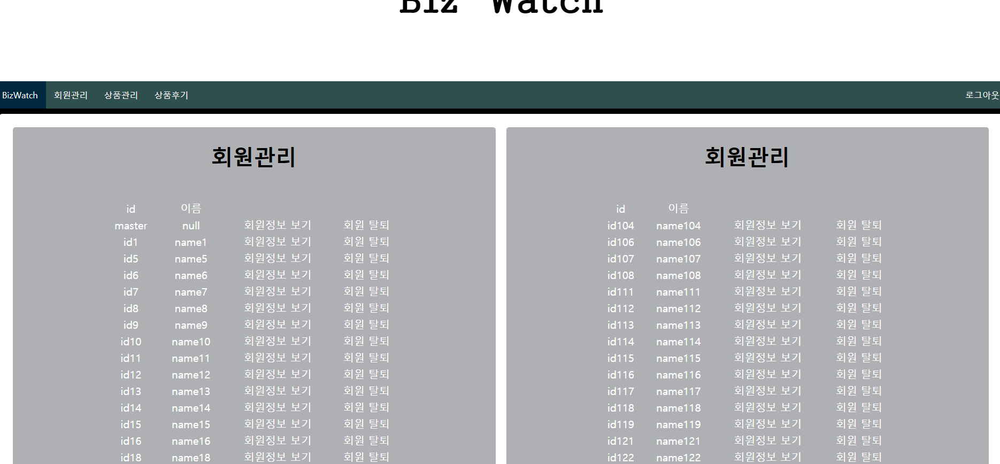 Biz Watch
BizWatch 회원관리 상품관리 상품후기 로그아웃
회원관리
id 이름
master null 회원정보 보기 회원 탈퇴
id1 name1 회원정보 보기 회원 탈퇴
id5 name5 회원정보 보기 회원 탈퇴
id6 name6 회원정보 보기 회원 탈퇴
id7 name7 회원정보 보기 회원 탈퇴
id8 name8 회원정보 보기 회원 탈퇴
id9 name9 회원정보 보기 회원 탈퇴
id10 name10 회원정보 보기 회원 탈퇴
id11 name11 회원정보 보기 회원 탈퇴
id12 name12 회원정보 보기 회원 탈퇴
id13 name13 회원정보 보기 회원 탈퇴
id14 name14 회원정보 보기 회원 탈퇴
id15 name15 회원정보 보기 회원 탈퇴
id16 name16 회원정보 보기 회원 탈퇴
id18 name18 회원정보 보기 회원 탈퇴
회원관리
id 이름
id104 name104 회원정보 보기 회원 탈퇴
id106 name106 회원정보 보기 회원 탈퇴
id107 name107 회원정보 보기 회원 탈퇴
id108 name108 회원정보 보기 회원 탈퇴
id111 name111 회원정보 보기 회원 탈퇴
id112 name112 회원정보 보기 회원 탈퇴
id113 name113 회원정보 보기 회원 탈퇴
id114 name114 회원정보 보기 회원 탈퇴
id115 name115 회원정보 보기 회원 탈퇴
id116 name116 회원정보 보기 회원 탈퇴
id117 name117 회원정보 보기 회원 탈퇴
id118 name118 회원정보 보기 회원 탈퇴
id119 name119 회원정보 보기 회원 탈퇴
id121 name121 회원정보 보기 회원 탈퇴
id122 name122 회원정보 보기 회원 탈퇴